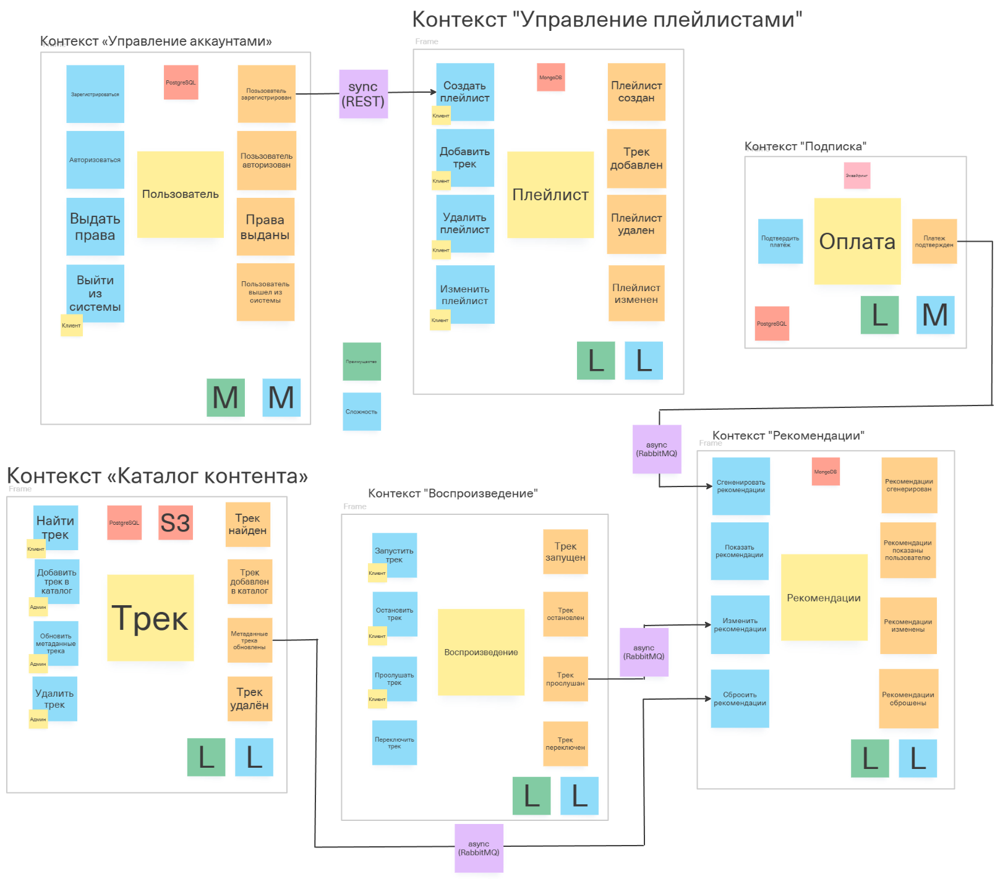 Контекст "Управление плейлистами"
Frame
Контекст «Управление аккаунтами»
Frame
Зарегистрироваться
PostgreSQL
Пользователь
зарегистрирован
Авторизоваться
Пользователь
авторизован
Пользователь
Выдать
права
Права
выданы
Выйти
из
системы
Клиент
Пользователь
вышел из
системы
M
M
sync
(REST)
Преимущество
Сложность
Создать
плейлист
Клиент
MongoDB
Плейлист
создан
Добавить
трек
Клиент
Трек
добавлен
Плейлист
Удалить
плейлист
Клиент
Плейлист
удален
Изменить
плейлист
Клиент
Плейлист
изменен
L
L
Контекст "Подписка"
Frame
Эквайринг
Подтвердить
платёж
Оплата
Платеж
подтвержден
PostgreSQL
L
M
async
(RabbitMQ)
Контекст "Рекомендации"
Frame
Сгененировать
рекомендации
MongoDB
Рекомендации
сгенерирован
Показать
рекомендации
Рекомендации
показаны
пользователю
Рекомендации
Изменить
рекомендации
Рекомендации
изменены
Сбросить
рекомендации
Рекомендации
сброшены
L
L
Контекст «Каталог контента»
Frame
Найти
трек
Клиент
PostgreSQL
S3
Трек
найден
Добавить
трек в
каталог
Админ
Трек
добавлен
в каталог
Трек
Обновить
метаданные
трека
Админ
Метаданные
трека
обновлены
Удалить
трек
Админ
Трек
удалён
L
L
Контекст "Воспроизведение"
Frame
Запустить
трек
Клиент
Трек
запущен
Остановить
трек
Клиент
Трек
остановлен
Воспроизведение
Прослушать
трек
Клиент
Трек
прослушан
Переключить
трек
Трек
переключен
L
L
async
(RabbitMQ)
async
(RabbitMQ)